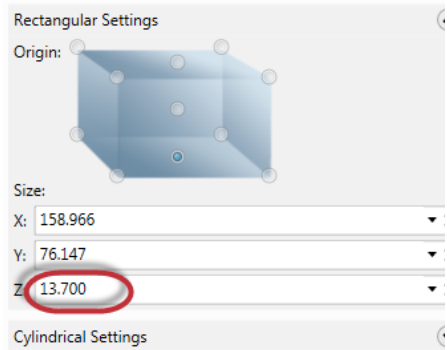 Rectangular Settings
Origin:
Size:
X: 158.966
Y: 76.147
Z: 13.700
Cylindrical Settings